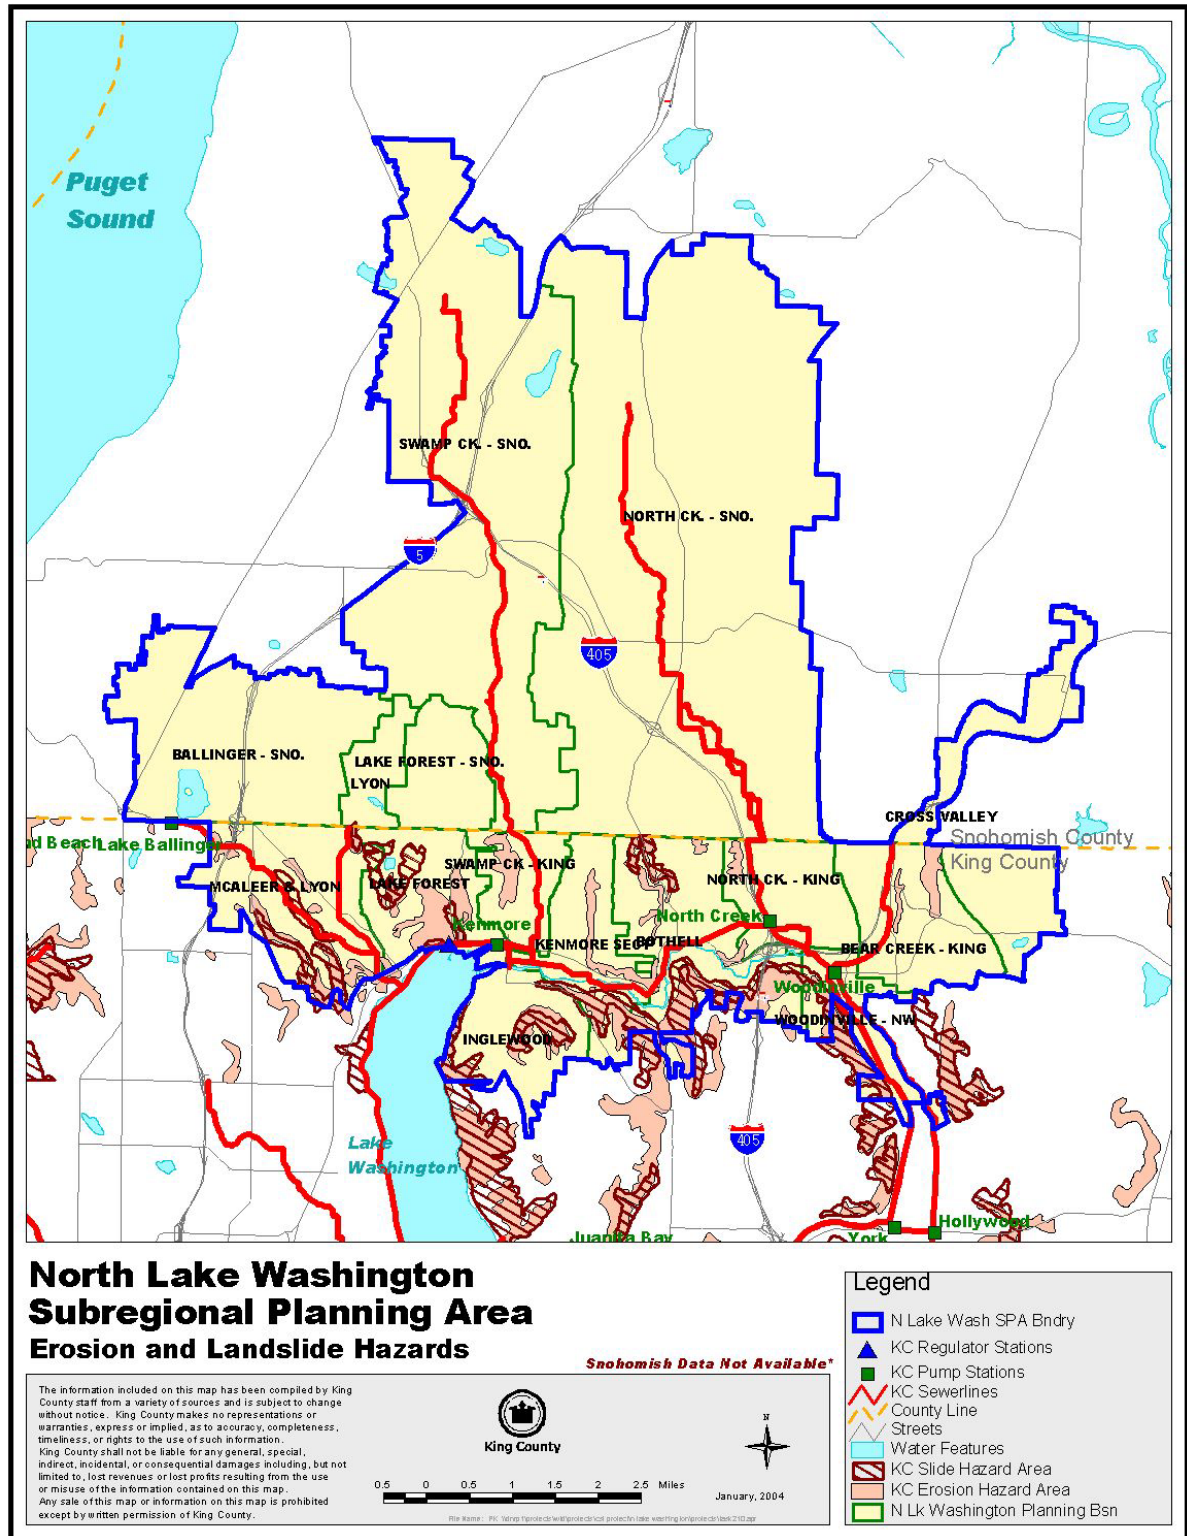 Puget
Sound
SWAMP CK. - SNO.
NORTH CK. - SNO.
5
405
BALLINGER - SNO.
LAKE FOREST - SNO.
LYON
CROSS VALLEY
Snohomish County
King County
d Beach
Lake Ballinger
SWAMP CK - KING
MCALEER & LYON
LAKE FOREST
NORTH CK. - KING
Kenmore
North Creek
KENMORE SECT
BOTHELL
BEAR CREEK - KING
Woodinville
WOODINVILLE - NW
INGLEWOOD
405
Lake
Washington
Hollywood
York
Juanita Bay
North Lake Washington
Subregional Planning Area
Erosion and Landslide Hazards
Snohomish Data Not Available*
The information included on this map has been compiled by King
County staff from a variety of sources and is subject to change
without notice. King County makes no representations or
warranties, express or implied, as to accuracy, completeness,
timeliness, or rights to the use of such information.
King County shall not be liable for any general, special,
indirect, incidental, or consequential damages including, but not
limited to, lost revenues or lost profits resulting from the use
or misuse of the information contained on this map.
Any sale of this map or information on this map is prohibited
except by written permission of King County.
King County
N
0.5 0 0.5 1 1.5 2 2.5 Miles
January, 2004
File Name:
Legend
N Lake Wash SPA Bndry
KC Regulator Stations
KC Pump Stations
KC Sewerlines
County Line
Streets
Water Features
KC Slide Hazard Area
KC Erosion Hazard Area
N Lk Washington Planning Bsn